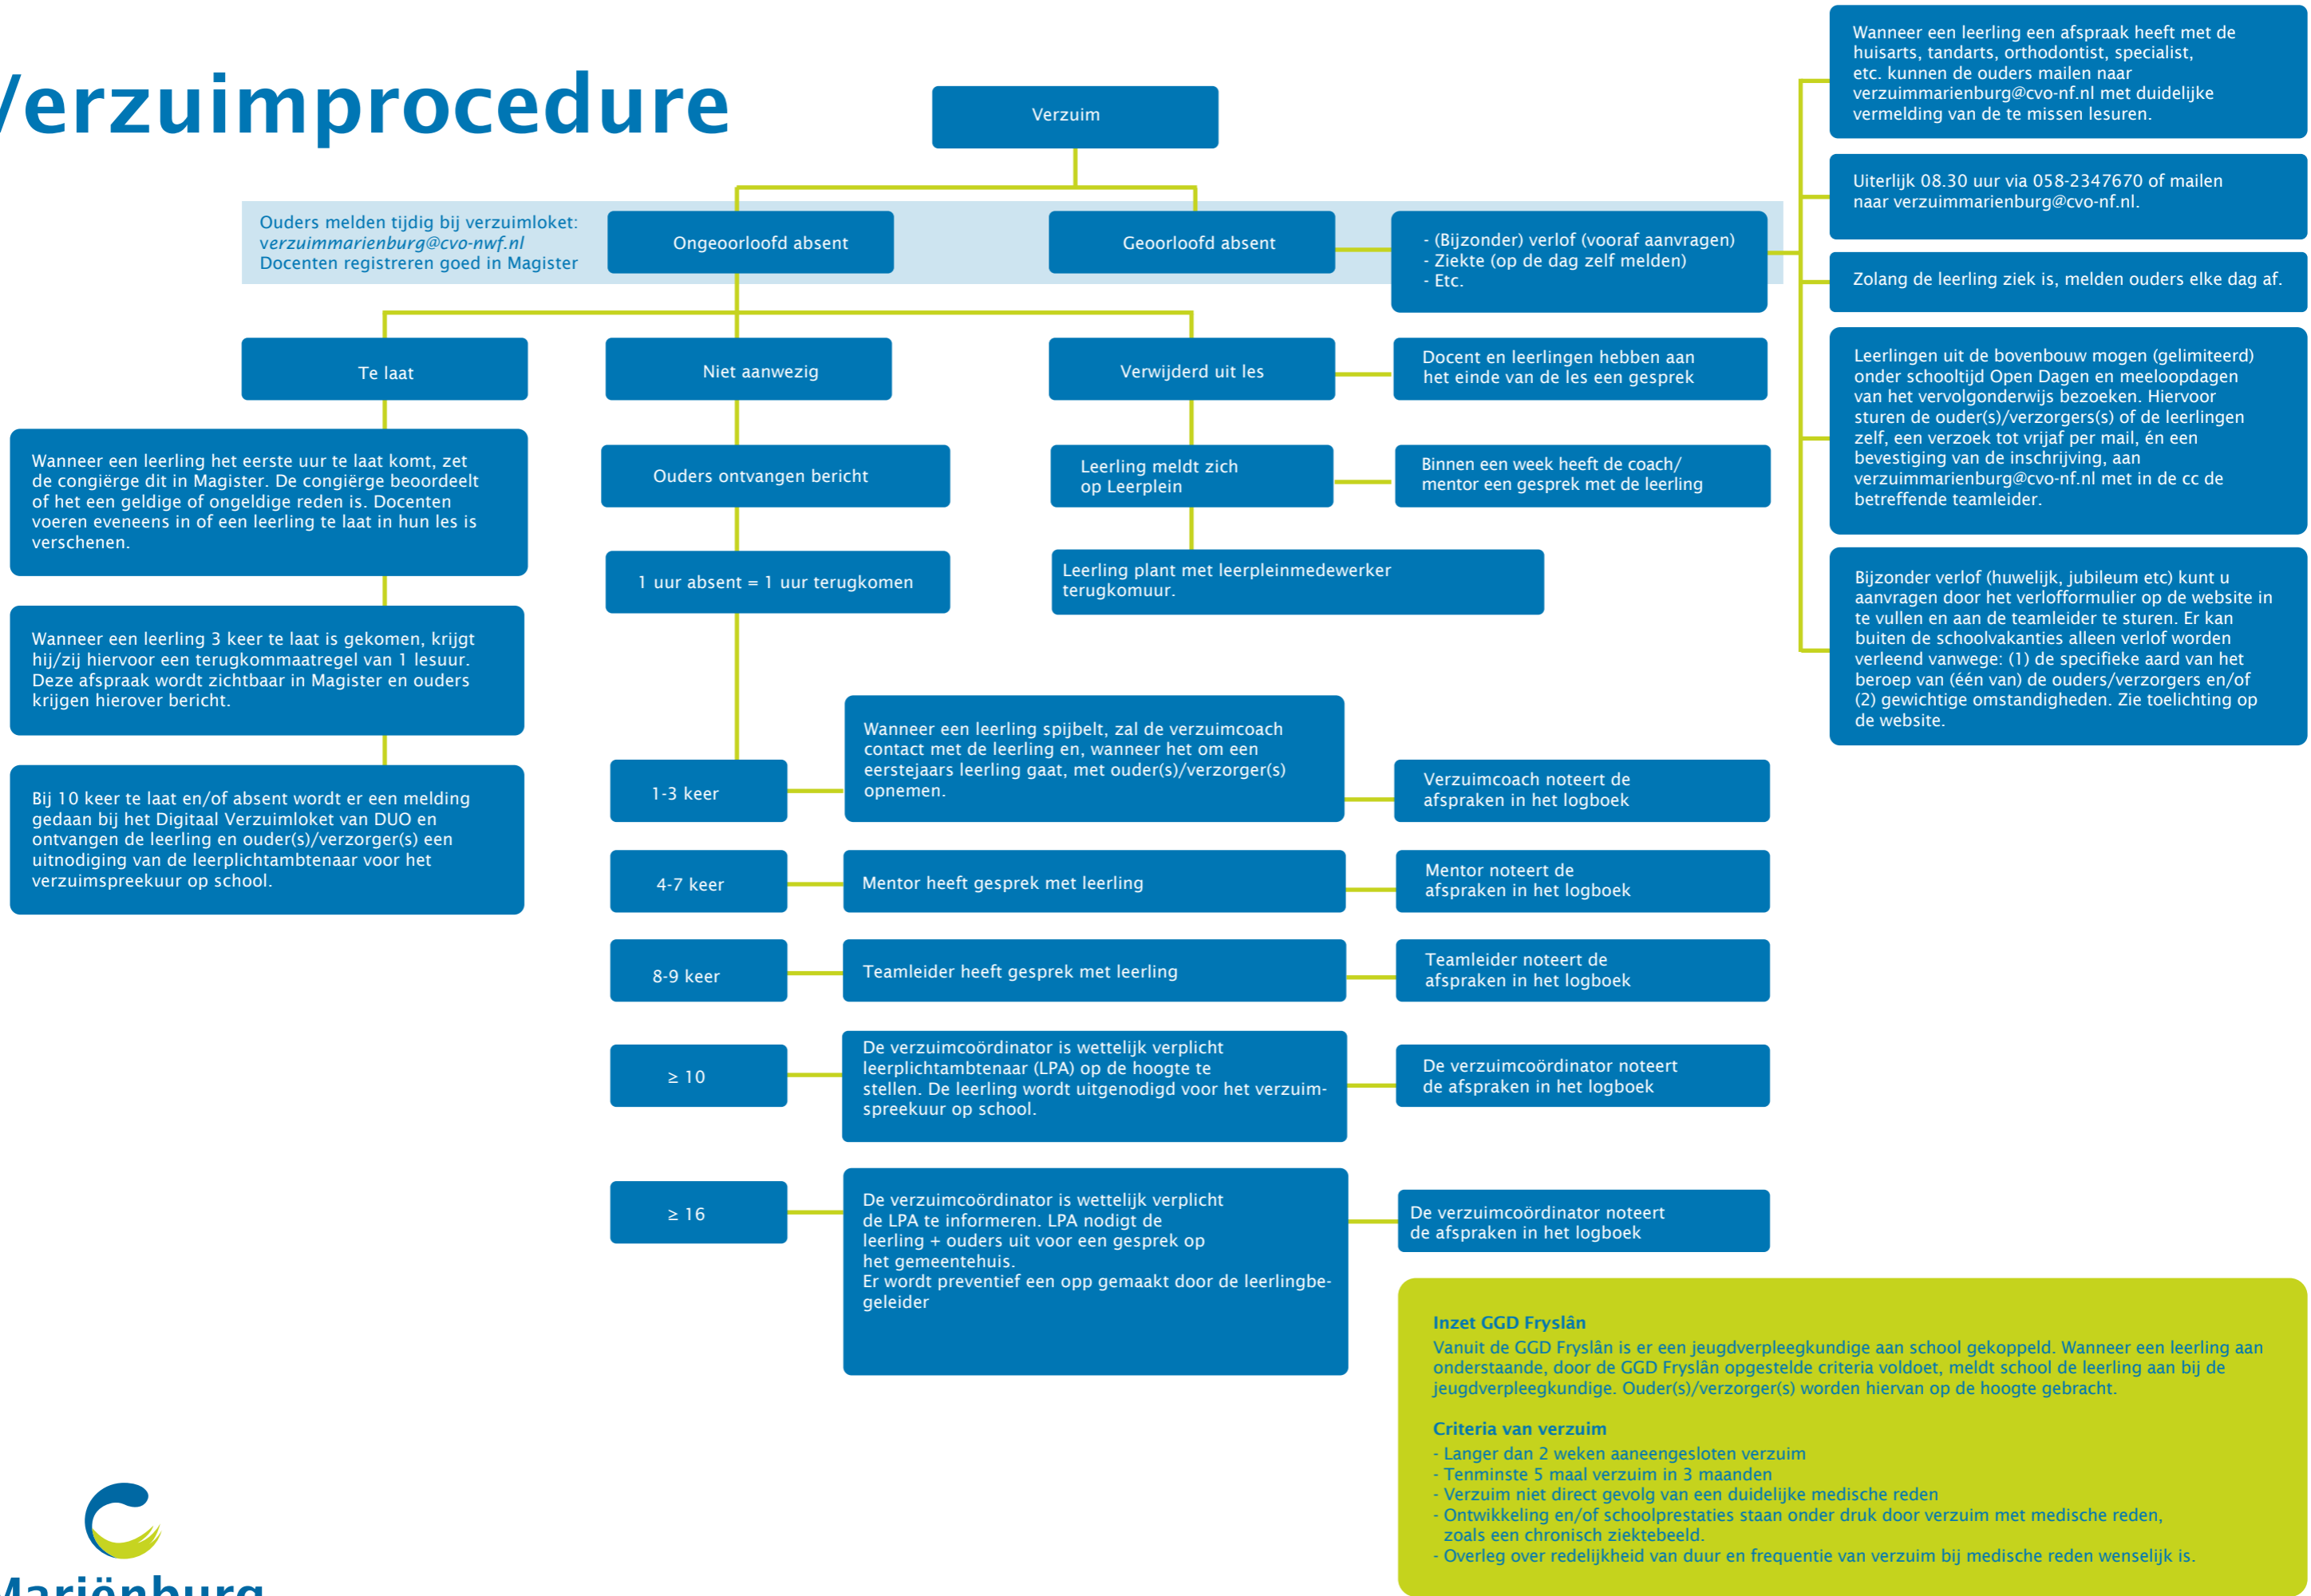 Verzuimprocedure
Verzuim
Ouders melden tijdig bij verzuimloket:
verzuimmarienburg@cvo-nwf.nl
Docenten registreren goed in Magister
Ongeoorloofd absent
Geoorloofd absent
- (Bijzonder) verlof (vooraf aanvragen)
- Ziekte (op de dag zelf melden)
- Etc.
Wanneer een leerling een afspraak heeft met de
huisarts, tandarts, orthodontist, specialist,
etc. kunnen de ouders mailen naar
verzuimmarienburg@cvo-nf.nl met duidelijke
vermelding van de te missen lesuren.
Uiterlijk 08.30 uur via 058-2347670 of mailen
naar verzuimmarienburg@cvo-nf.nl.
Zolang de leerling ziek is, melden ouders elke dag af.
Leerlingen uit de bovenbouw mogen (gelimiteerd)
onder schooltijd Open Dagen en meeloopdagen
van het vervolgonderwijs bezoeken. Hiervoor
sturen de ouder(s)/verzorgers(s) of de leerlingen
zelf, een verzoek tot vrijaf per mail, én een
bevestiging van de inschrijving, aan
verzuimmarienburg@cvo-nf.nl met in de cc de
betreffende teamleider.
Bijzonder verlof (huwelijk, jubileum etc) kunt u
aanvragen door het verlofformulier op de website in
te vullen en aan de teamleider te sturen. Er kan
buiten de schoolvakanties alleen verlof worden
verleend vanwege: (1) de specifieke aard van het
beroep van (één van) de ouders/verzorgers en/of
(2) gewichtige omstandigheden. Zie toelichting op
de website.
Te laat
Niet aanwezig
Verwijderd uit les
Docent en leerlingen hebben aan
het einde van de les een gesprek
Wanneer een leerling het eerste uur te laat komt, zet
de congiërge dit in Magister. De congiërge beoordeelt
of het een geldige of ongeldige reden is. Docenten
voeren eveneens in of een leerling te laat in hun les is
verschenen.
Ouders ontvangen bericht
Leerling meldt zich
op Leerplein
Binnen een week heeft de coach/
mentor een gesprek met de leerling
1 uur absent = 1 uur terugkomen
Leerling plant met leerpleinmedewerker
terugkomuur.
Wanneer een leerling 3 keer te laat is gekomen, krijgt
hij/zij hiervoor een terugkommaatregel van 1 lesuur.
Deze afspraak wordt zichtbaar in Magister en ouders
krijgen hierover bericht.
Bij 10 keer te laat en/of absent wordt er een melding
gedaan bij het Digitaal Verzuimloket van DUO en
ontvangen de leerling en ouder(s)/verzorger(s) een
uitnodiging van de leerplichtambtenaar voor het
verzuimspreekuur op school.
1-3 keer
Wanneer een leerling spijbelt, zal de verzuimcoach
contact met de leerling en, wanneer het om een
eerstejaars leerling gaat, met ouder(s)/verzorger(s)
opnemen.
Verzuimcoach noteert de
afspraken in het logboek
4-7 keer
Mentor heeft gesprek met leerling
Mentor noteert de
afspraken in het logboek
8-9 keer
Teamleider heeft gesprek met leerling
Teamleider noteert de
afspraken in het logboek
≥ 10
De verzuimcoördinator is wettelijk verplicht
leerplichtambtenaar (LPA) op de hoogte te
stellen. De leerling wordt uitgenodigd voor het verzuim-
spreekuur op school.
De verzuimcoördinator noteert
de afspraken in het logboek
≥ 16
De verzuimcoördinator is wettelijk verplicht
de LPA te informeren. LPA nodigt de
leerling + ouders uit voor een gesprek op
het gemeentehuis.
Er wordt preventief een opp gemaakt door de leerlingbe-
geleider
De verzuimcoördinator noteert
de afspraken in het logboek
Inzet GGD Fryslân
Vanuit de GGD Fryslân is er een jeugdverpleegkundige aan school gekoppeld. Wanneer een leerling aan
onderstaande, door de GGD Fryslân opgestelde criteria voldoet, meldt school de leerling aan bij de
jeugdverpleegkundige. Ouder(s)/verzorger(s) worden hiervan op de hoogte gebracht.
Criteria van verzuim
- Langer dan 2 weken aaneengesloten verzuim
- Tenminste 5 maal verzuim in 3 maanden
- Verzuim niet direct gevolg van een duidelijke medische reden
- Ontwikkeling en/of schoolprestaties staan onder druk door verzuim met medische reden,
zoals een chronisch ziektebeeld.
- Overleg over redelijkheid van duur en frequentie van verzuim bij medische reden wenselijk is.
Mariënburg